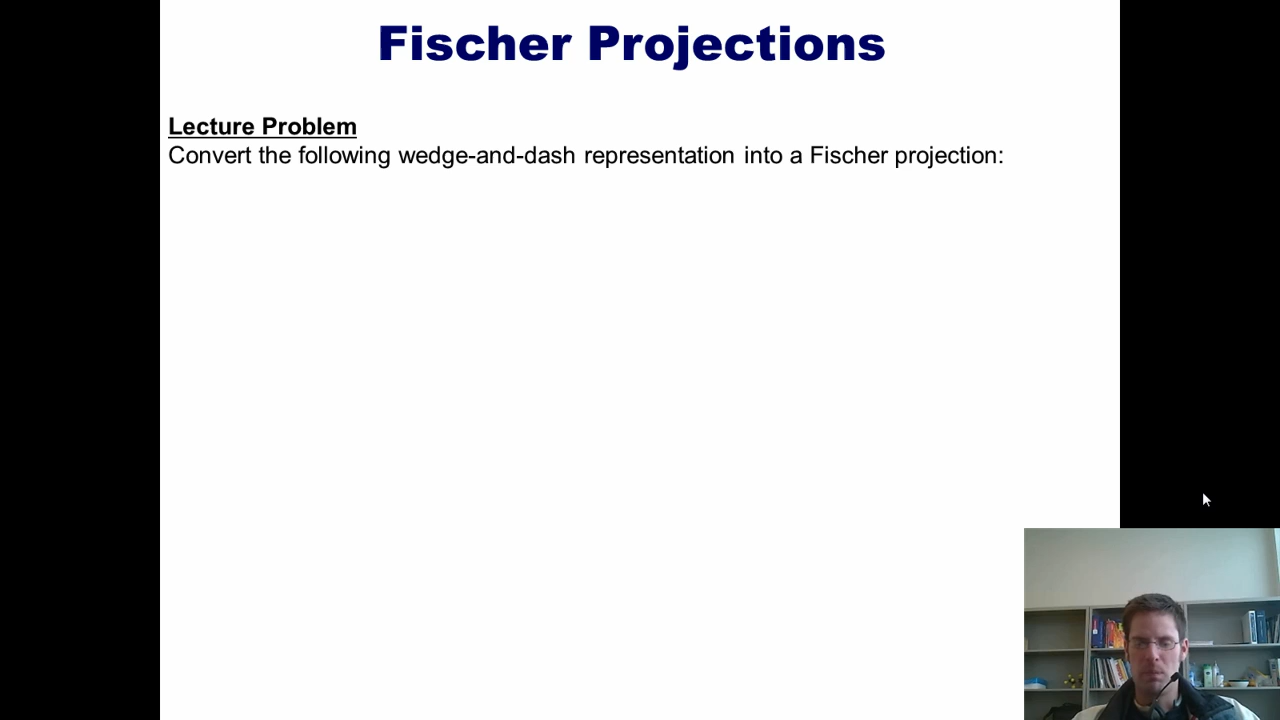 Fischer Projections
Lecture Problem
Convert the following wedge-and-dash representation into a Fischer projection: